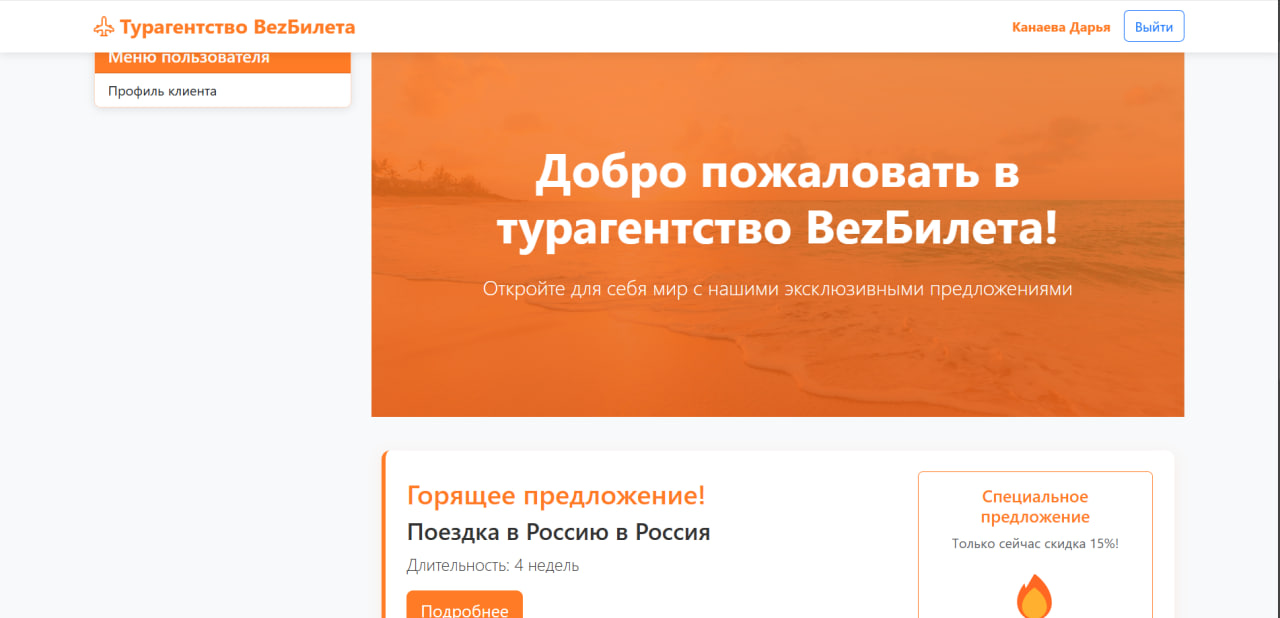 Турагентство BezБилета
Канаева Дарья
Выйти
Меню пользователя
Профиль клиента
Добро пожаловать в
турагентство BezБилета!
Откройте для себя мир с нашими эксклюзивными предложениями
Горящее предложение!
Поездка в Россию в Россия
Длительность: 4 недель
Подробнее
Специальное
предложение
Только сейчас скидка 15%!